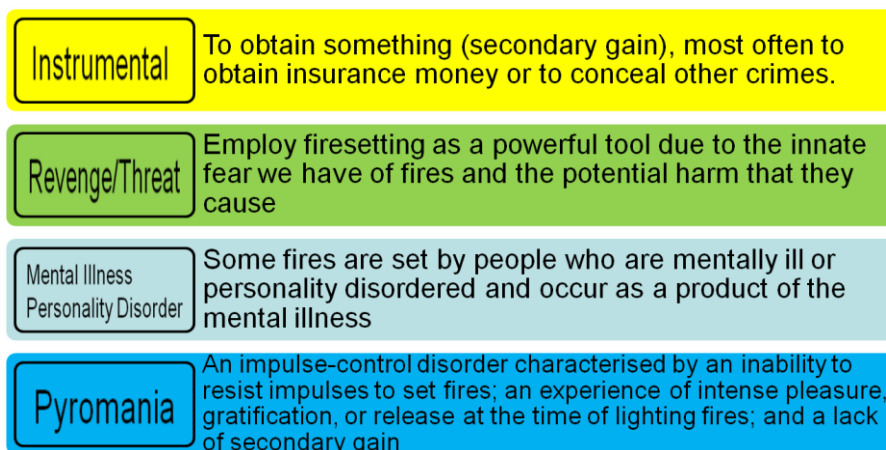 Instrumental
To obtain something (secondary gain), most often to
obtain insurance money or to conceal other crimes.
Revenge/Threat
Employ firesetting as a powerful tool due to the innate
fear we have of fires and the potential harm that they
cause
Mental Illness
Personality Disorder
Some fires are set by people who are mentally ill or
personality disordered and occur as a product of the
mental illness
Pyromania
An impulse-control disorder characterised by an inability to
resist impulses to set fires; an experience of intense pleasure,
gratification, or release at the time of lighting fires; and a lack
of secondary gain